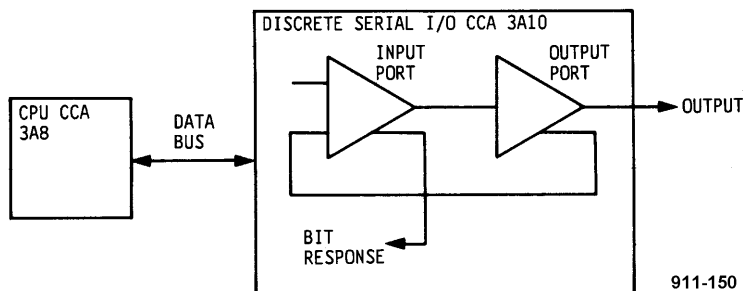 DISCRETE SERIAL I/O CCA 3A10
INPUT
PORT
OUTPUT
PORT
CPU CCA
3A8
DATA
BUS
OUTPUT
BIT
RESPONSE
911-150